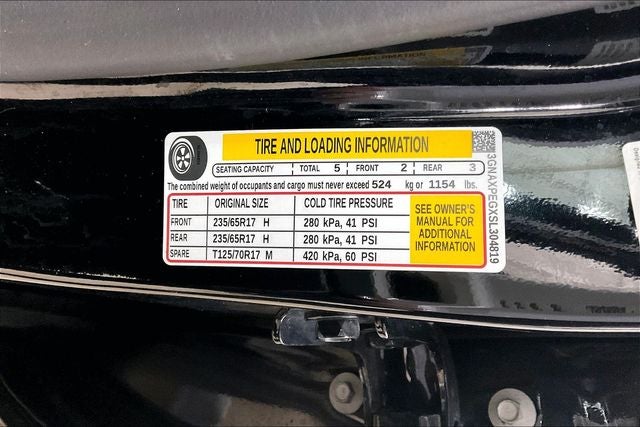 TIRE AND LOADING INFORMATION
SEATING CAPACITY TOTAL 5 FRONT 2 REAR 3
The combined weight of occupants and cargo must never exceed 524 kg or 1154 lbs.
TIRE ORIGINAL SIZE COLD TIRE PRESSURE
FRONT 235/65R17 H 280 kPa, 41 PSI
REAR 235/65R17 H 280 kPa, 41 PSI
SPARE T125/70R17 M 420 kPa, 60 PSI
SEE OWNER'S
MANUAL FOR
ADDITIONAL
INFORMATION
3GNAXPEGXSL304819